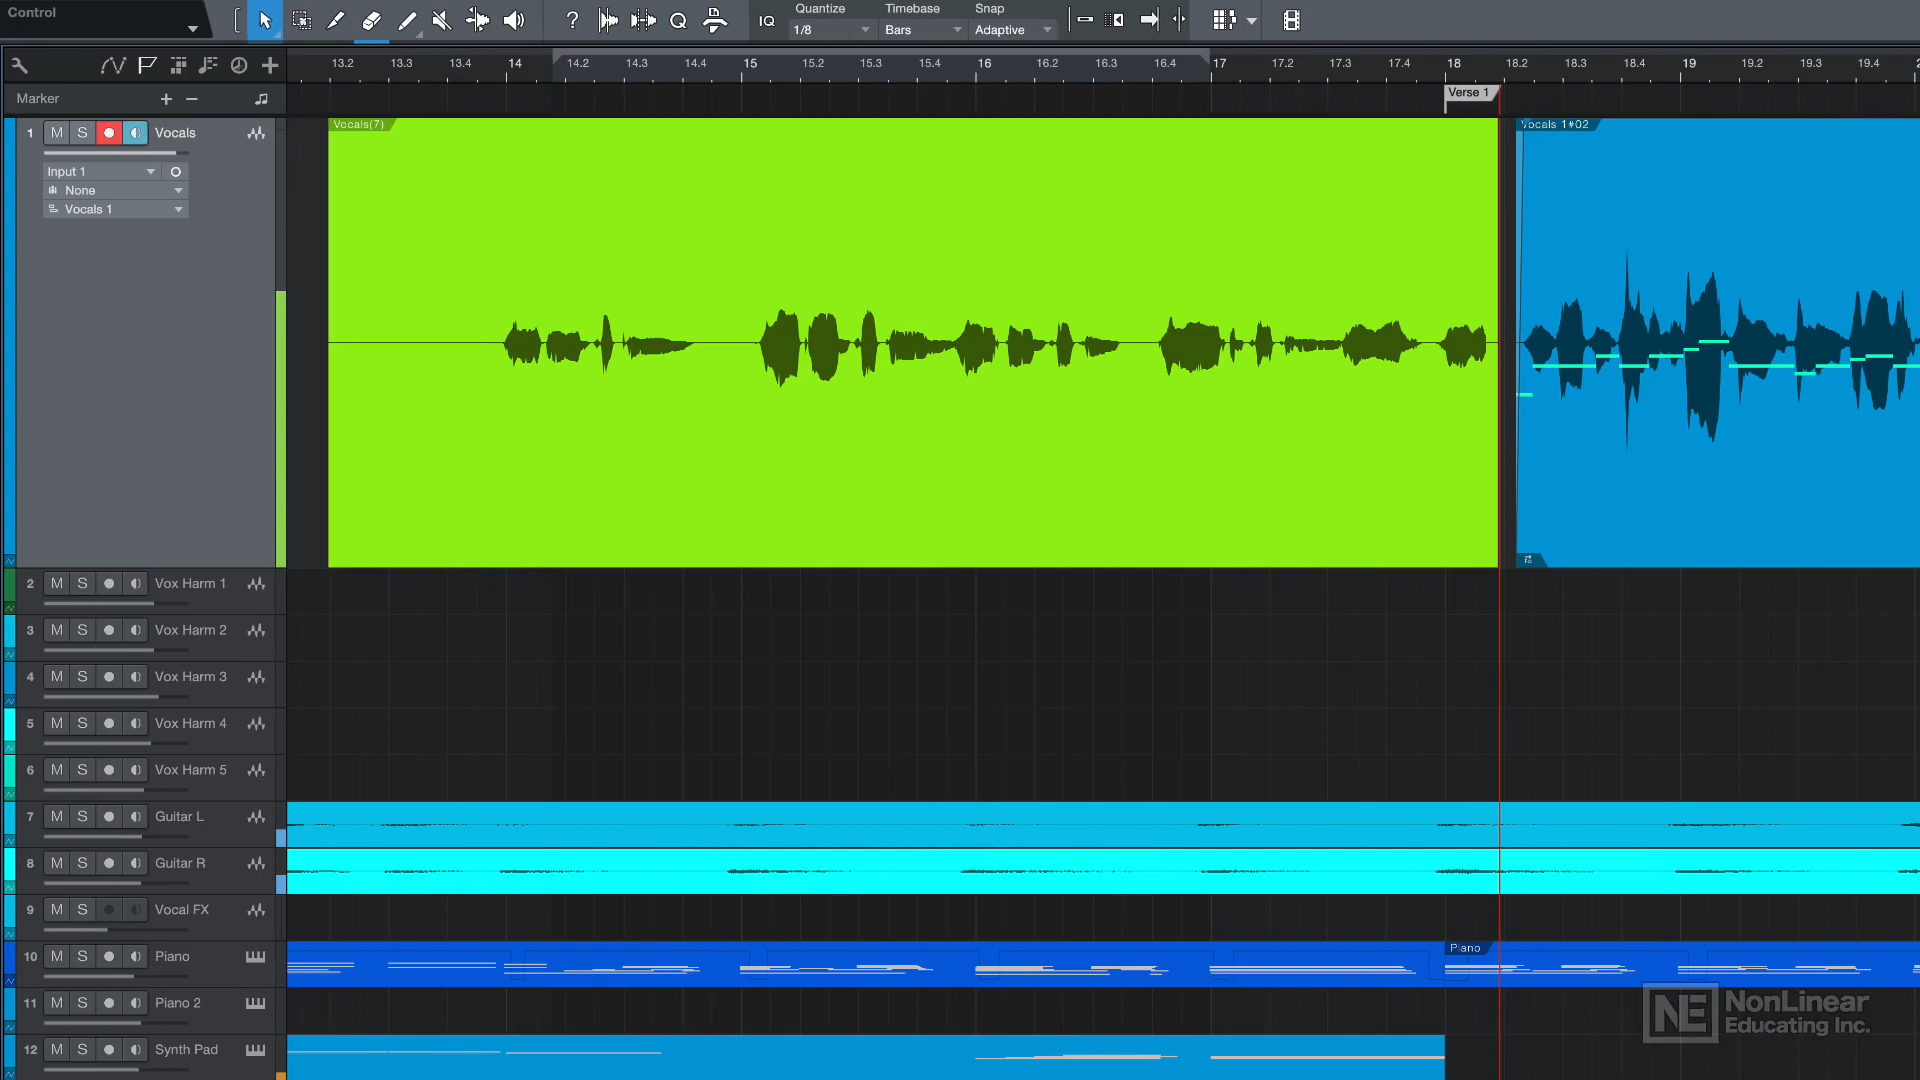 Control
Quantize
Timebase
Snap
IQ
1/8
Bars
Adaptive
13.2 13.3 13.4 14 14.2 14.3 14.4 15 15.2 15.3 15.4 16 16.2 16.3 16.4 17 17.2 17.3 17.4 18 18.2 18.3 18.4 19 19.2 19.3 19.4
Marker
Verse 1
1 M S Vocals
Vocals(7)
Vocals 1#02
Input 1
None
Vocals 1
2 M S Vox Harm 1
3 M S Vox Harm 2
4 M S Vox Harm 3
5 M S Vox Harm 4
6 M S Vox Harm 5
7 M S Guitar L
8 M S Guitar R
9 M S Vocal FX
10 M S Piano
Piano
11 M S Piano 2
12 M S Synth Pad
NE NonLinear
Educating Inc.